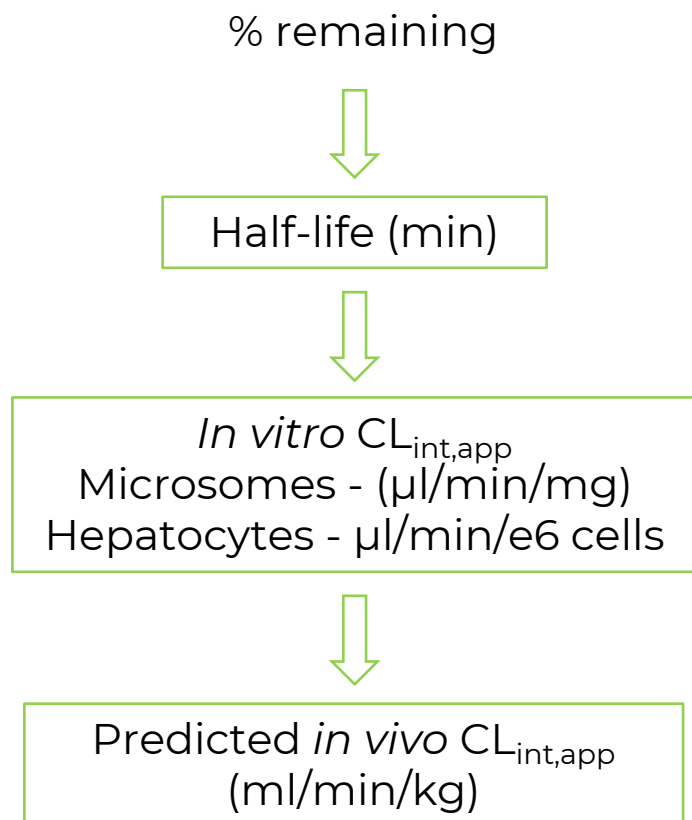 % remaining
Half-life (min)
In vitro CLint,app
Microsomes - (µl/min/mg)
Hepatocytes - µl/min/e6 cells
Predicted in vivo CLint,app
(ml/min/kg)